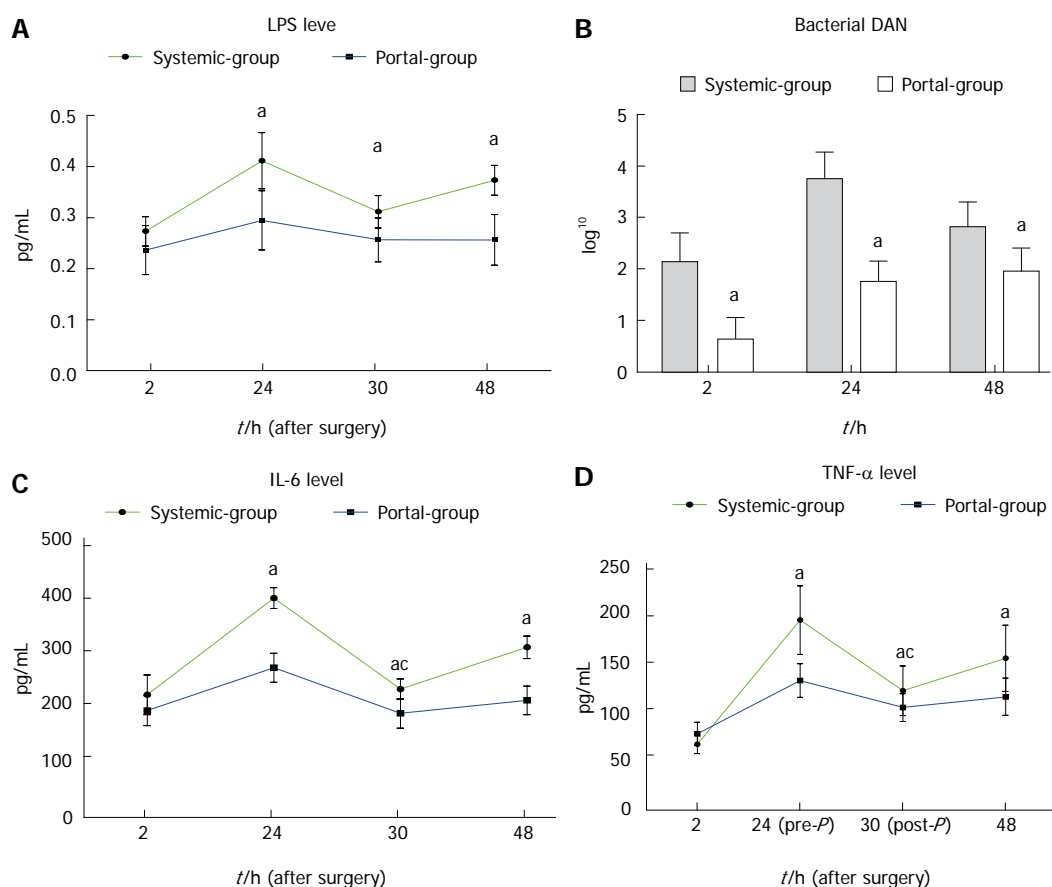 A
LPS leve
Systemic-group
Portal-group
0.5
0.4
0.3
0.2
0.1
0.0
pg/mL
a
a
a
2
24
30
48
t/h (after surgery)
B
Bacterial DAN
Systemic-group
Portal-group
5
4
3
2
1
0
log¹⁰
a
a
a
2
24
48
t/h
C
IL-6 level
Systemic-group
Portal-group
500
400
300
200
100
0
pg/mL
a
ac
a
2
24
30
48
t/h (after surgery)
D
TNF-α level
Systemic-group
Portal-group
250
200
150
100
50
0
pg/mL
a
ac
a
2
24 (pre-P)
30 (post-P)
48
t/h (after surgery)